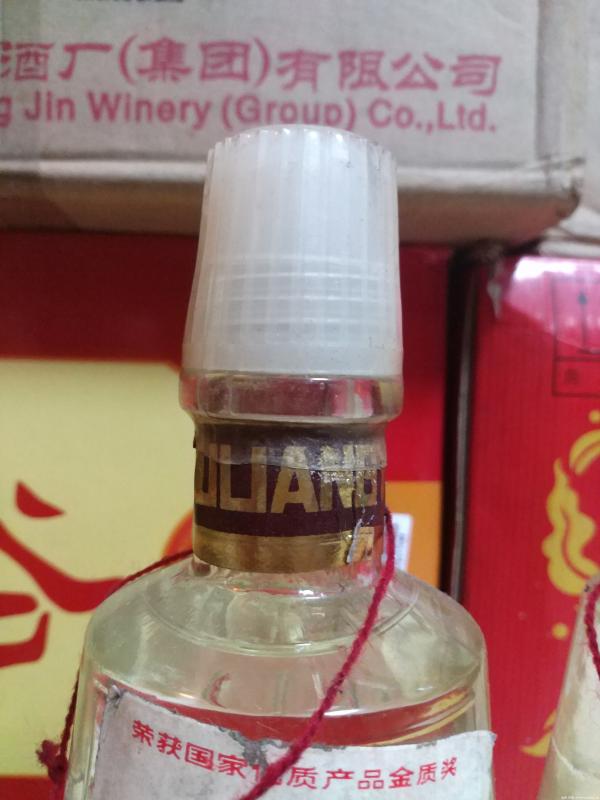 酒厂(集团)有限公司
g Jin Winery (Group) Co.,Ltd.
ULIANG
荣获国家优质产品金质奖